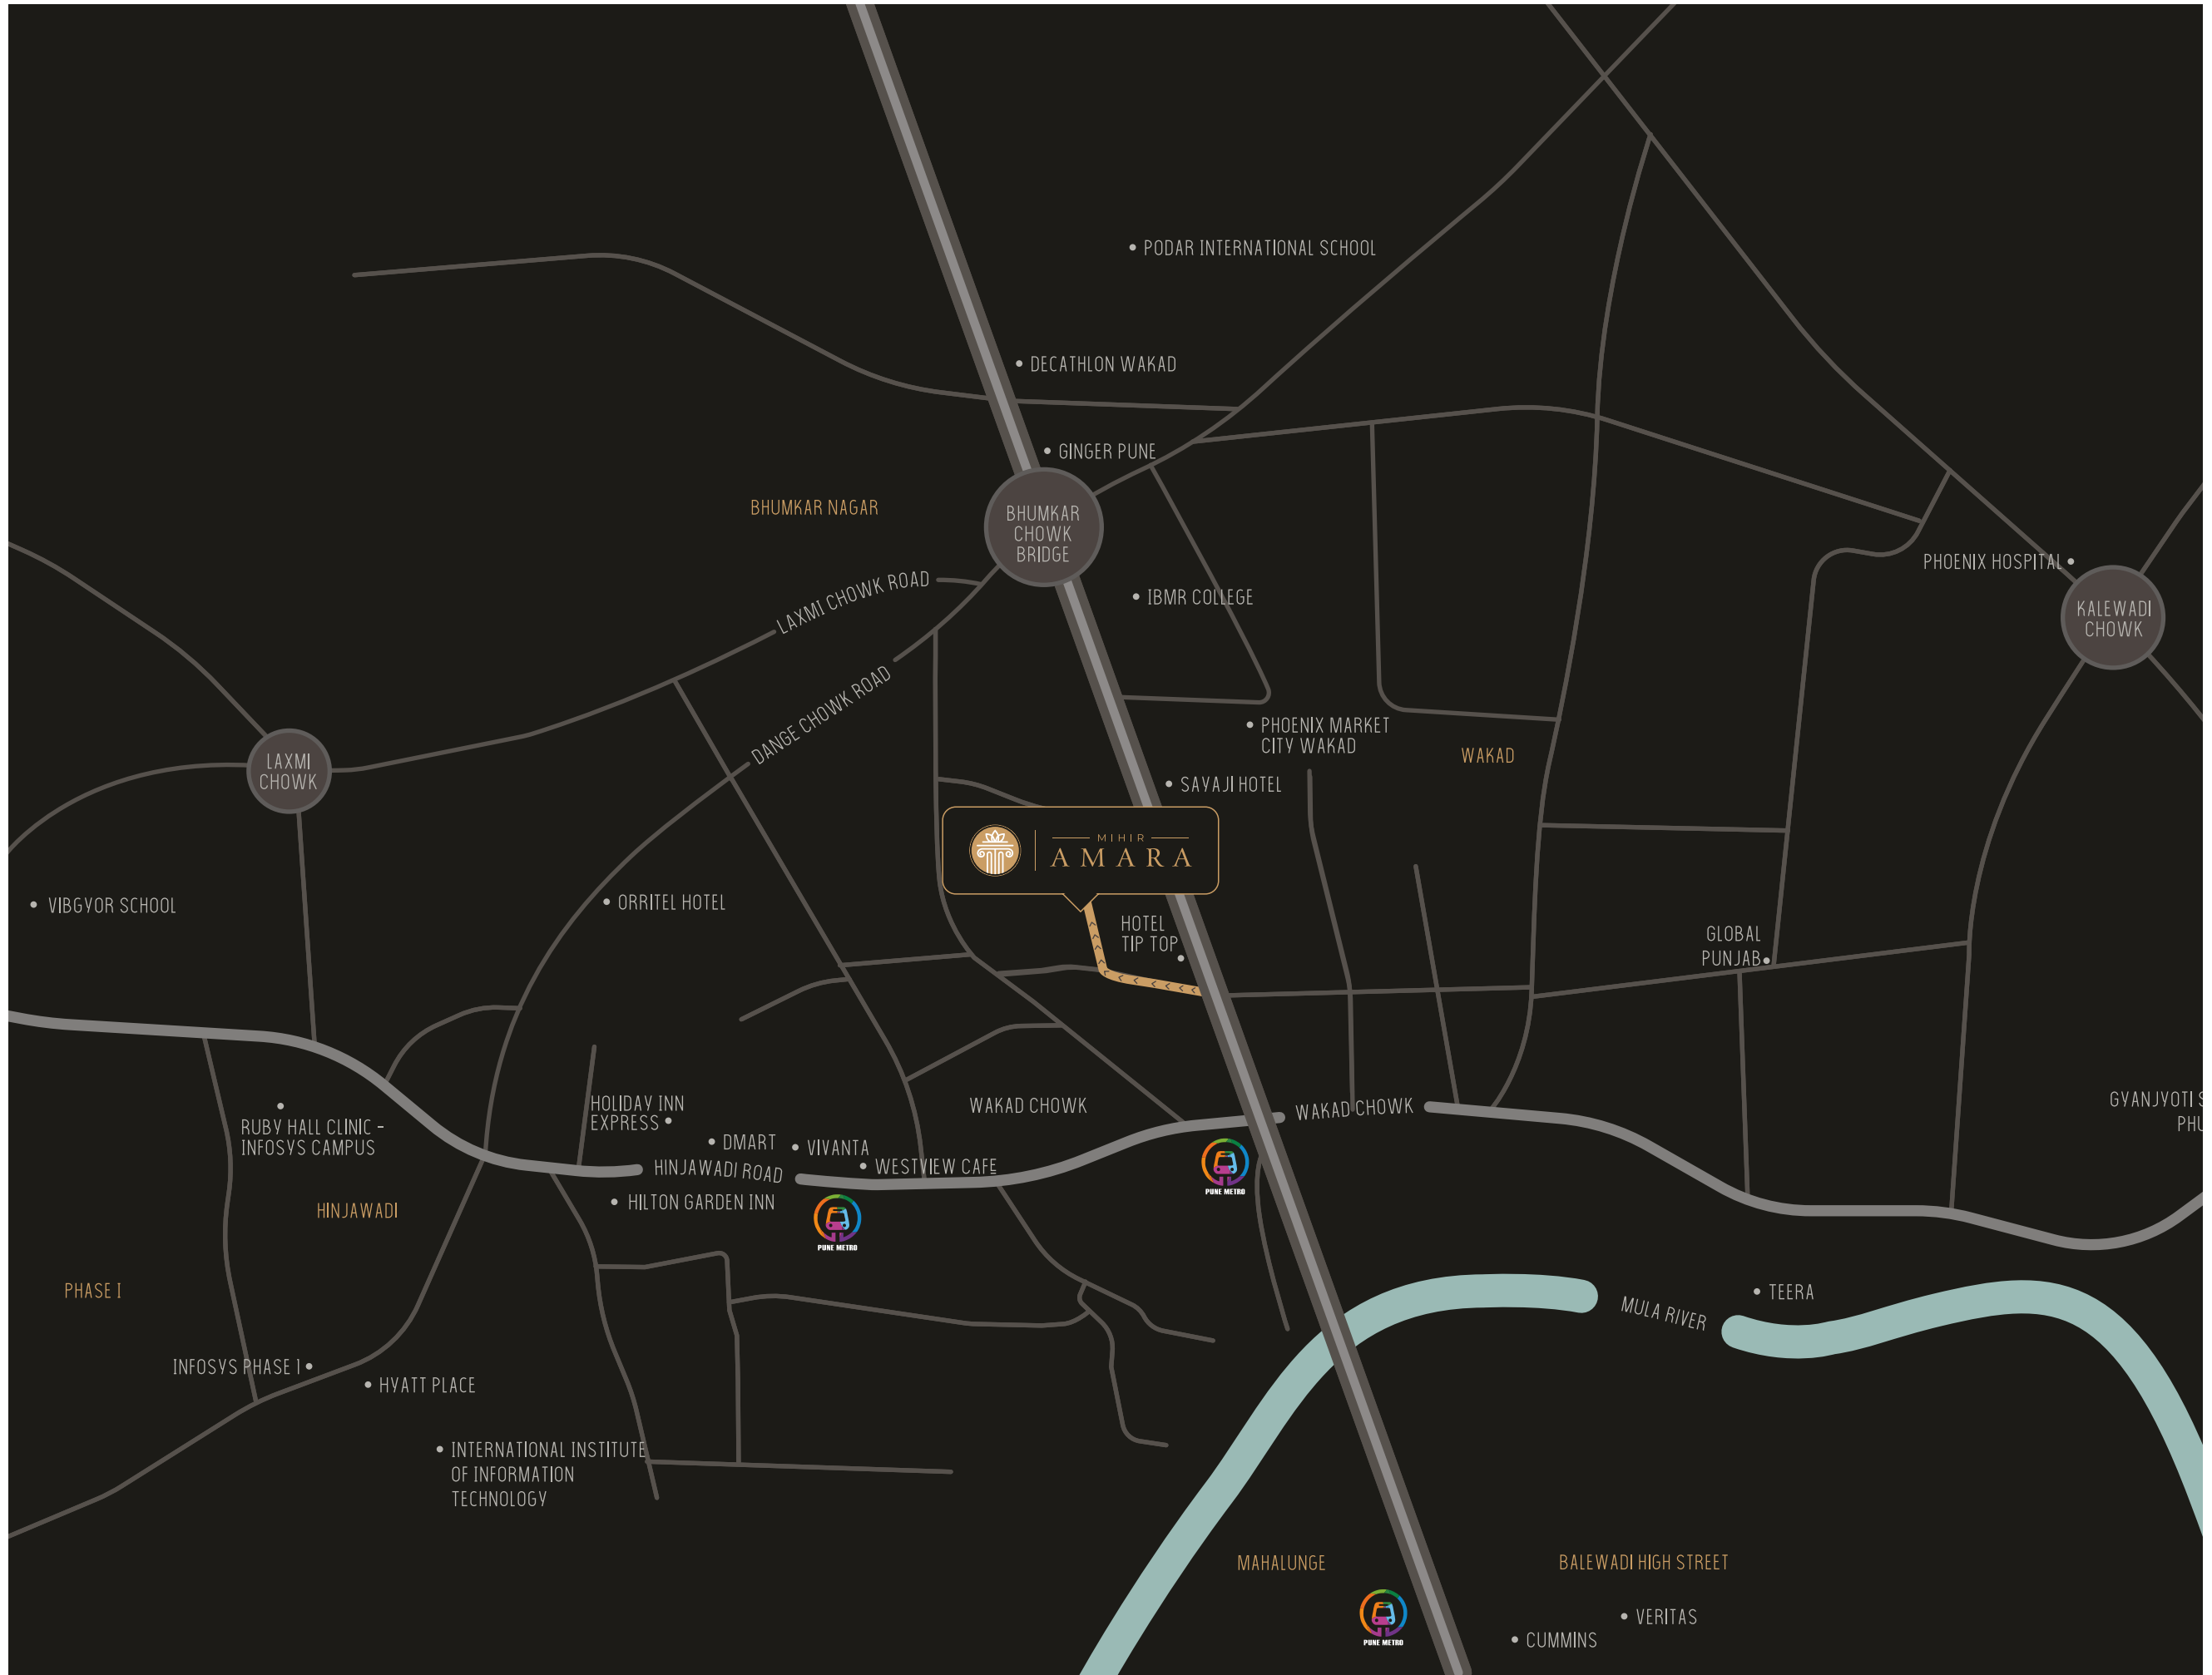 PODAR INTERNATIONAL SCHOOL
DECATHLON WAKAD
GINGER PUNE
BHUMKAR NAGAR
BHUMKAR
CHOWK
BRIDGE
PHOENIX HOSPITAL
LAXMI CHOWK ROAD
IBMR COLLEGE
KALEWADI
CHOWK
DANGE CHOWK ROAD
PHOENIX MARKET
CITY WAKAD
WAKAD
LAXMI
CHOWK
SAYAJI HOTEL
MIHIR
AMARA
VIBGYOR SCHOOL
ORRITEL HOTEL
HOTEL
TIP TOP
GLOBAL
PUNJAB
HOLIDAY INN
EXPRESS
WAKAD CHOWK
WAKAD CHOWK
GYANJYOTI S
PHU
RUBY HALL CLINIC -
INFOSYS CAMPUS
DMART
VIVANTA
HINJAWADI ROAD
WESTVIEW CAFE
PUNE METRO
HINJAWADI
HILTON GARDEN INN
PUNE METRO
PHASE I
TEERA
MULA RIVER
INFOSYS PHASE 1
HYATT PLACE
INTERNATIONAL INSTITUTE
OF INFORMATION
TECHNOLOGY
MAHALUNGE
BALEWADI HIGH STREET
PUNE METRO
VERITAS
CUMMINS